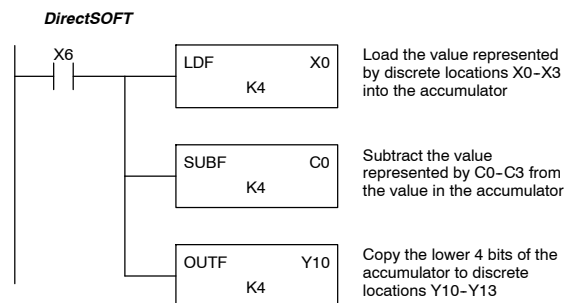 DirectSOFT
X6
LDF X0
K4
Load the value represented
by discrete locations X0-X3
into the accumulator
SUBF C0
K4
Subtract the value
represented by C0-C3 from
the value in the accumulator
OUTF Y10
K4
Copy the lower 4 bits of the
accumulator to discrete
locations Y10-Y13